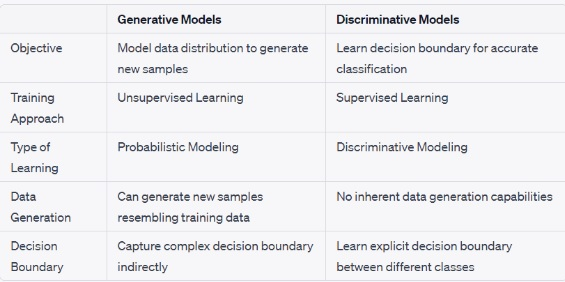 Generative Models Discriminative Models
Objective Model data distribution to generate Learn decision boundary for accurate
new samples classification
Training Unsupervised Learning Supervised Learning
Approach
Type of Probabilistic Modeling Discriminative Modeling
Learning
Data Can generate new samples No inherent data generation capabilities
Generation resembling training data
Decision Capture complex decision boundary Learn explicit decision boundary
Boundary indirectly between different classes